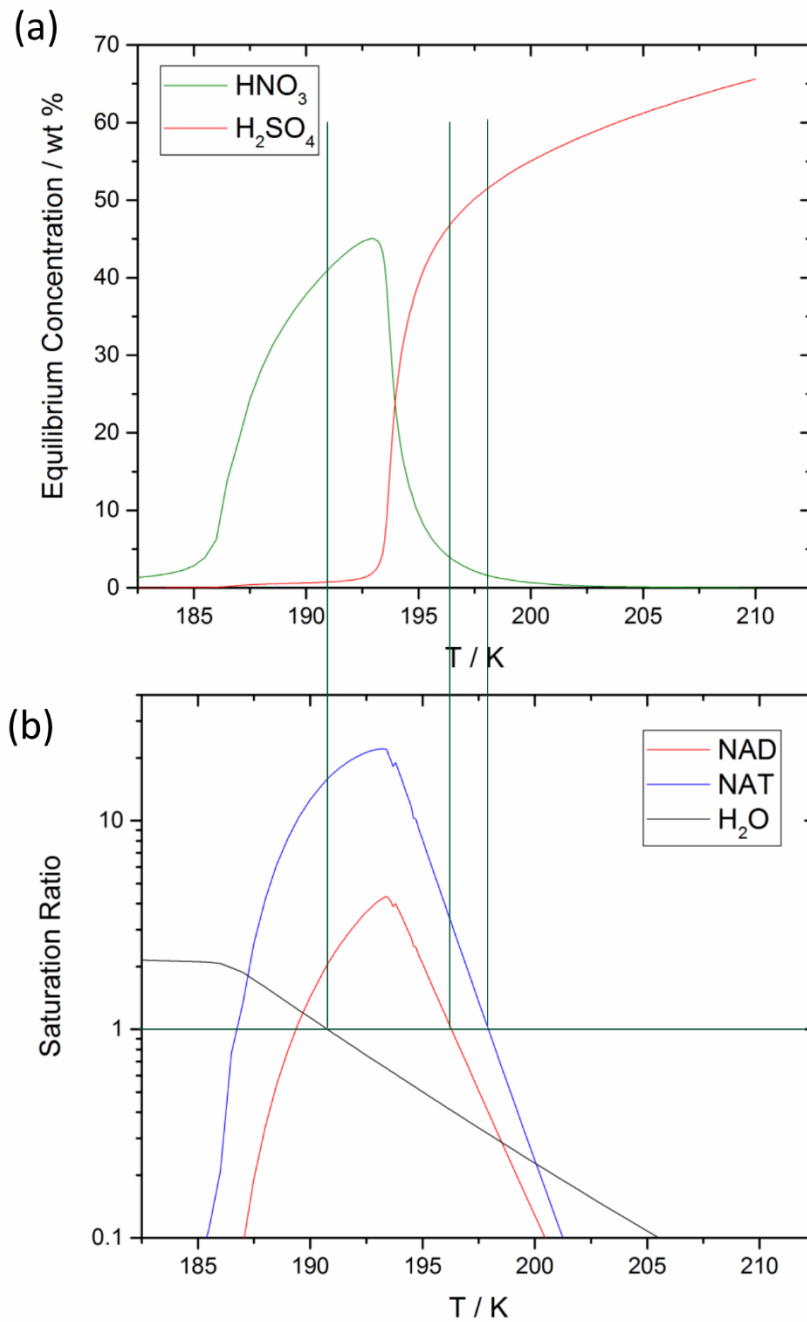 (a)
70
60
50
40
30
20
10
0
Equilibrium Concentration / wt %
HNO₃
H₂SO₄
185 190 195 200 205 210
T / K
(b)
10
1
0.1
Saturation Ratio
NAD
NAT
H₂O
185 190 195 200 205 210
T / K